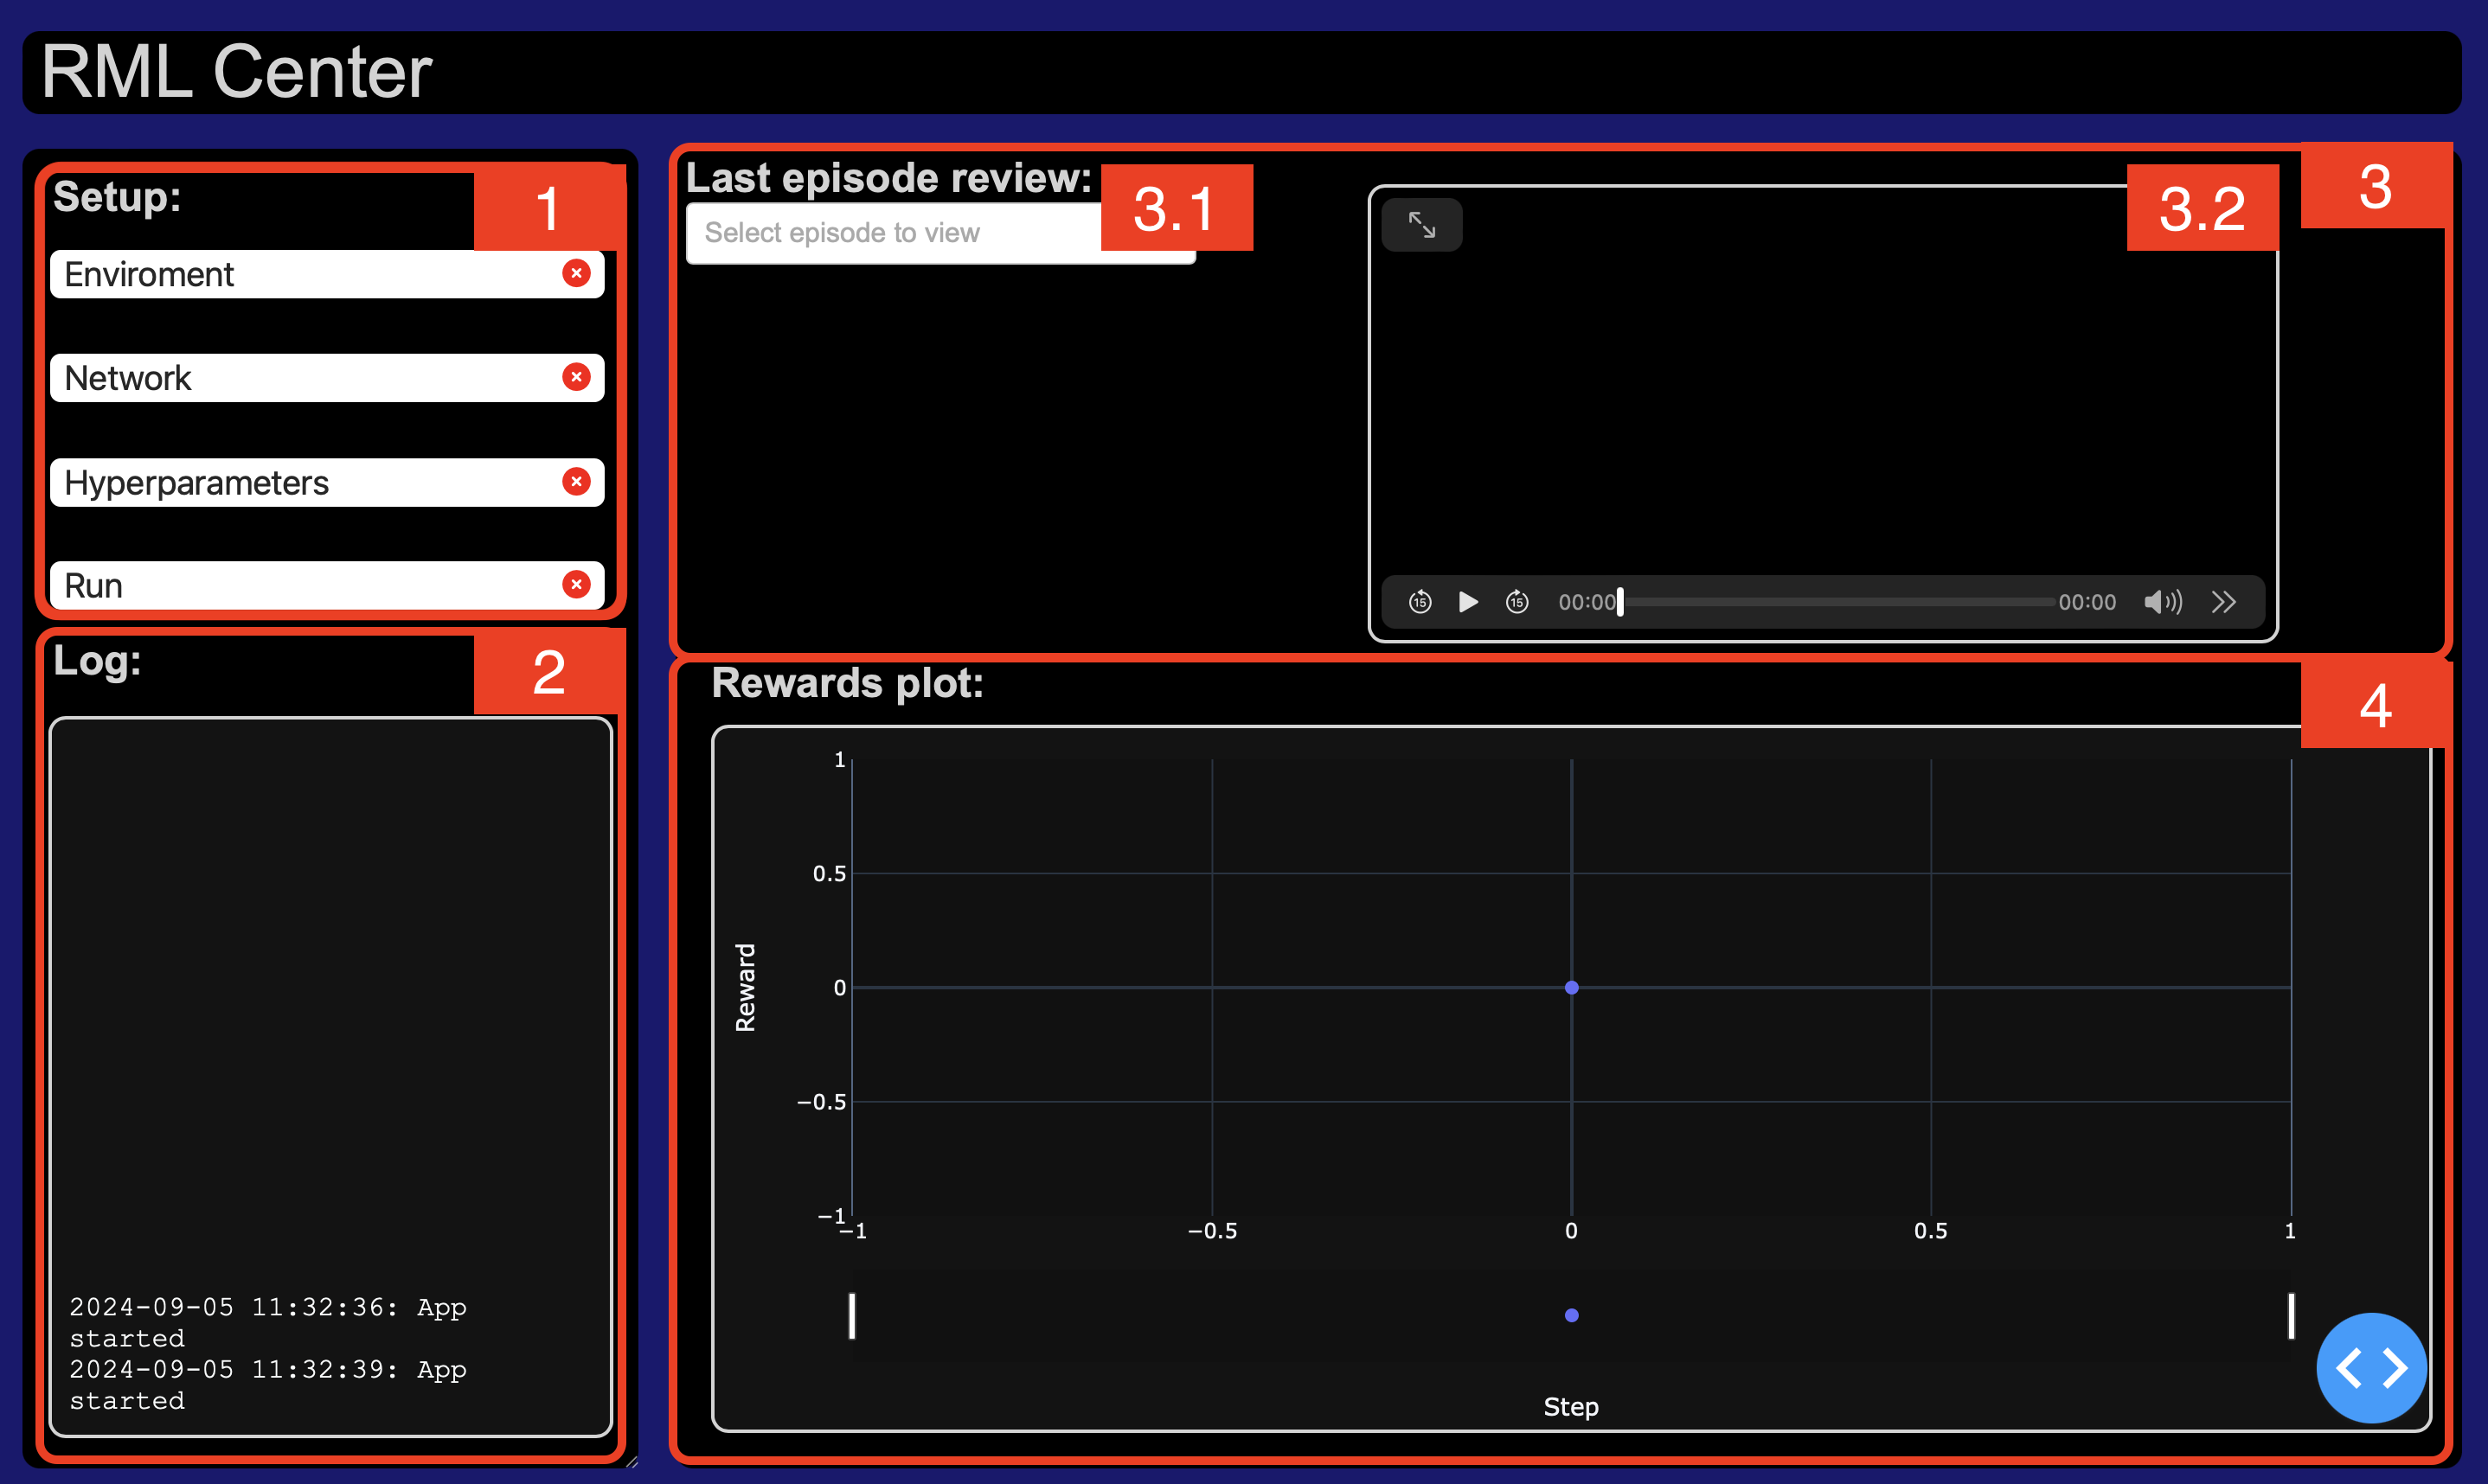 RML Center
Setup:
1
Enviroment
Network
Hyperparameters
Run
Log:
2
2024-09-05 11:32:36: App
started
2024-09-05 11:32:39: App
started
Last episode review:
3.1
Select episode to view
3.2
3
15
15
00:00
00:00
Rewards plot:
4
Reward
1
0.5
0
−0.5
−1
−1
−0.5
0
0.5
1
Step